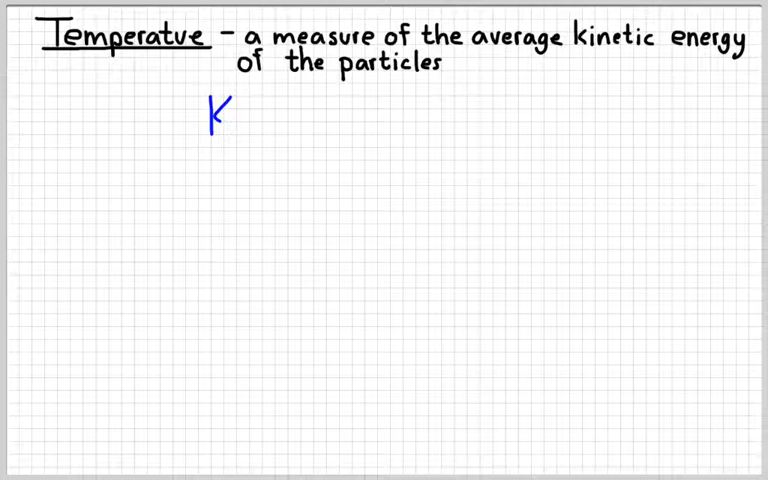 Temperatue - a measure of the average kinetic energy
of the particles
K